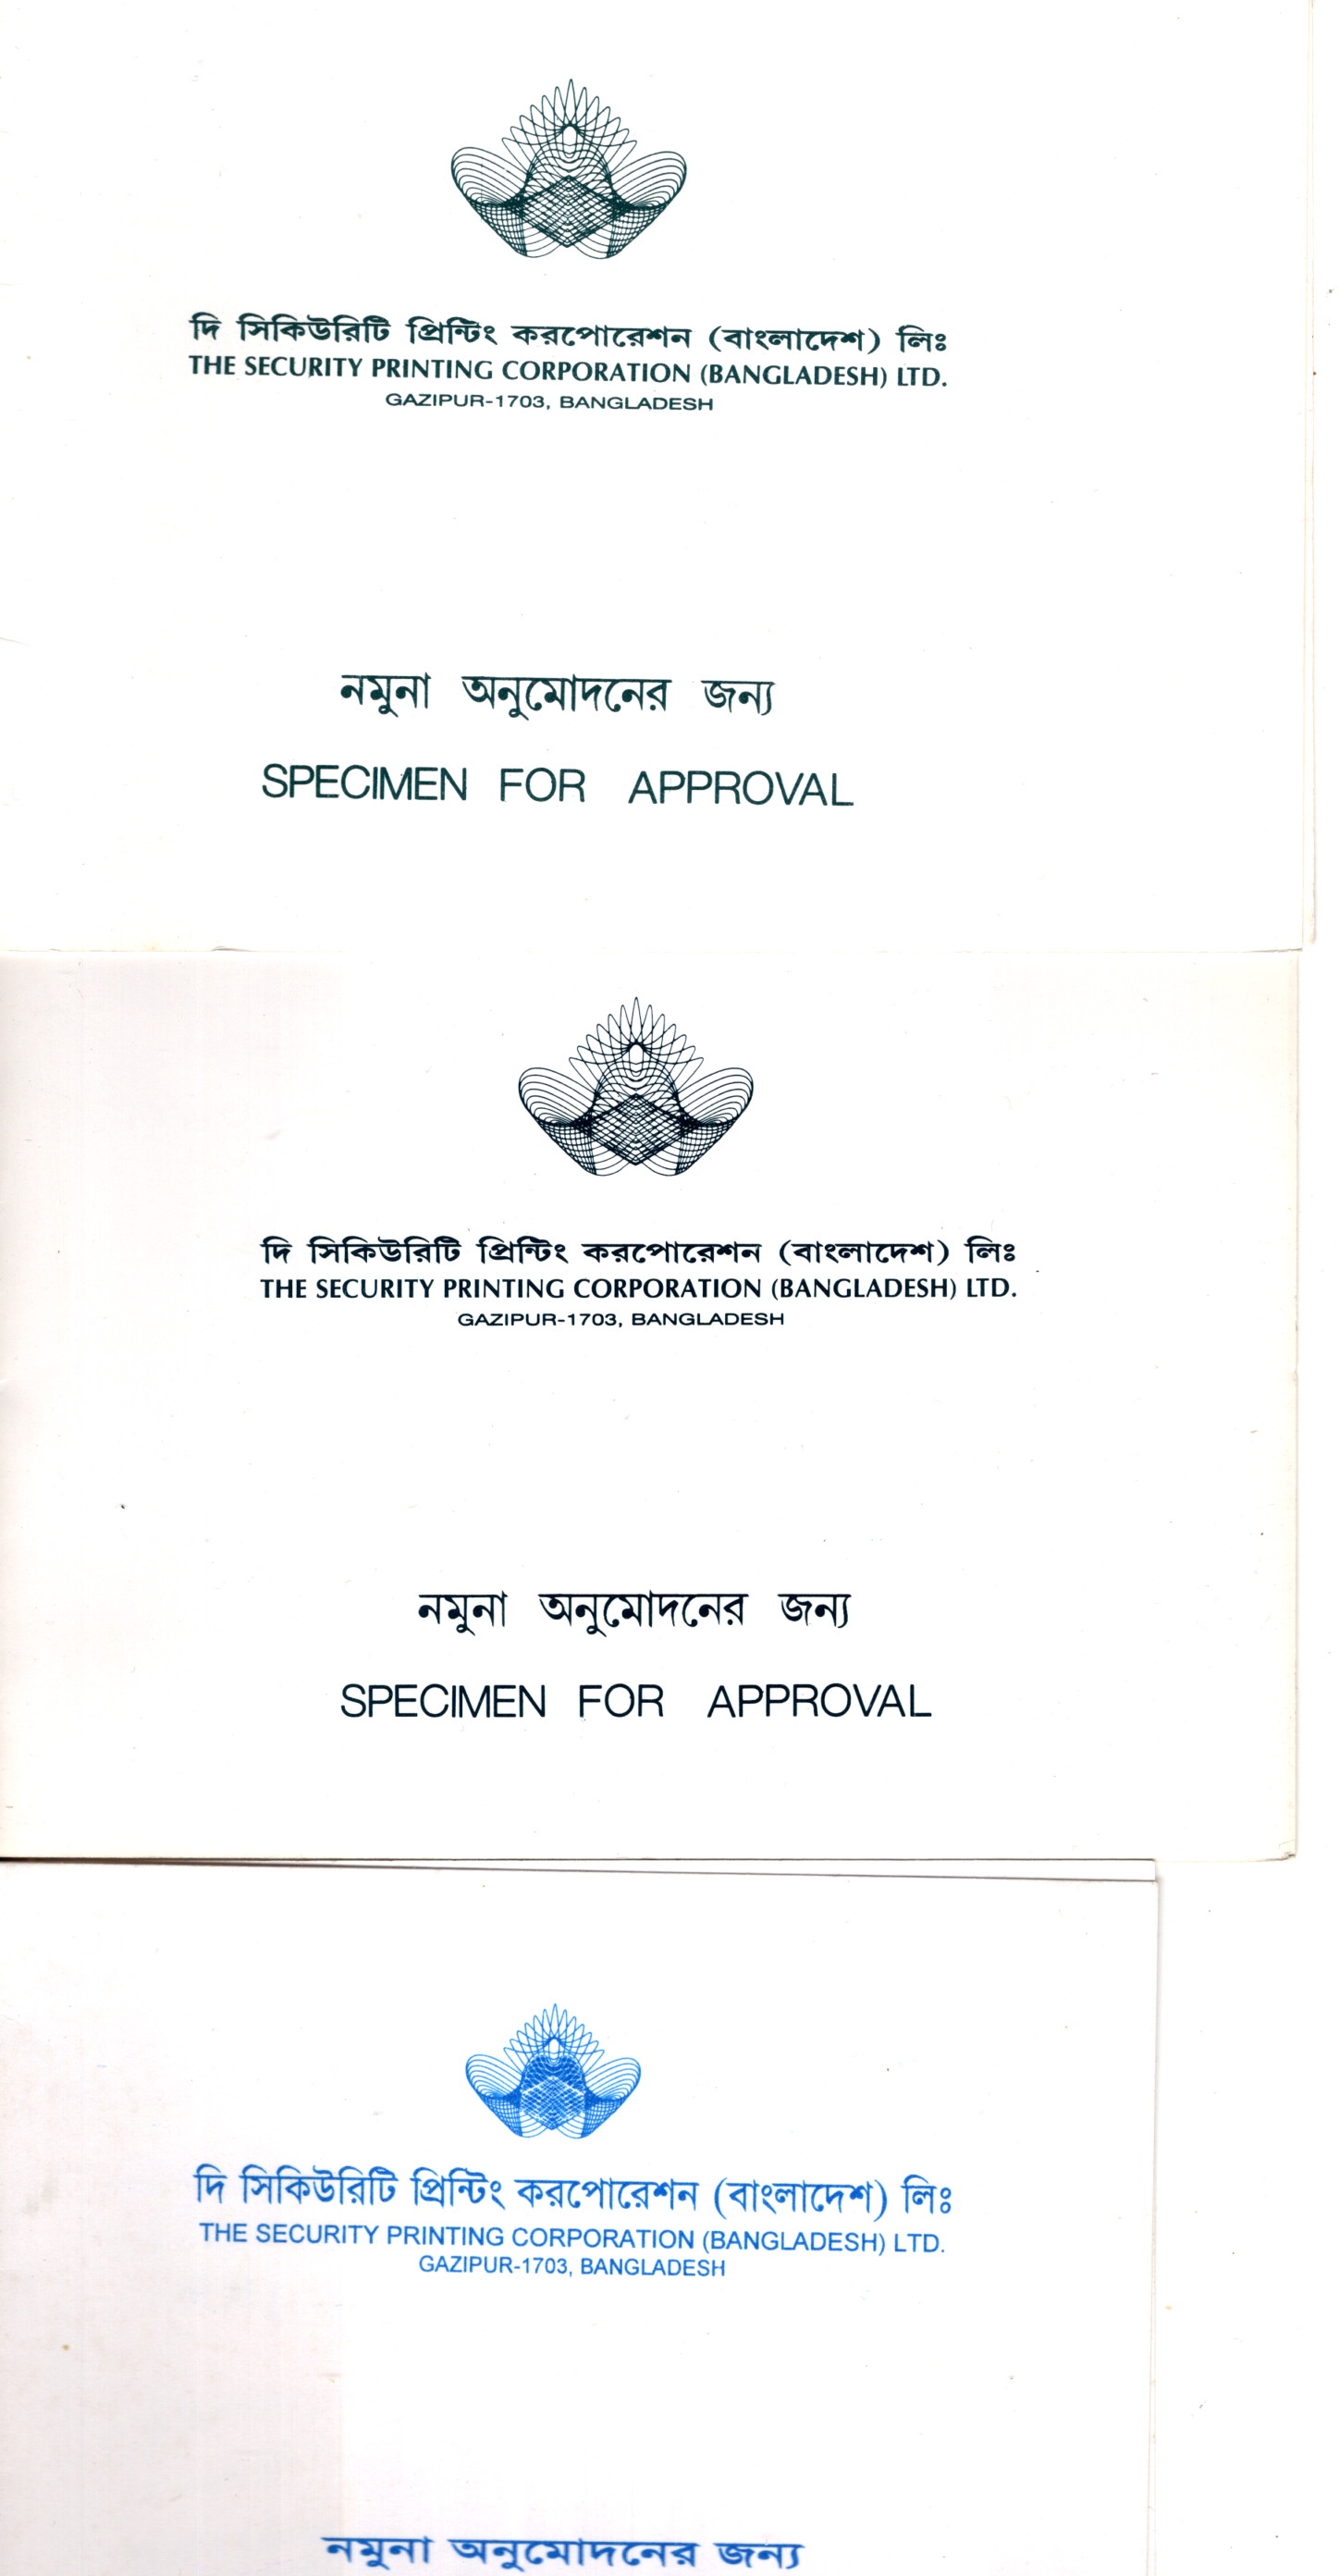 দি সিকিউরিটি প্রিন্টিং করপোরেশন (বাংলাদেশ) লিঃ
THE SECURITY PRINTING CORPORATION (BANGLADESH) LTD.
GAZIPUR-1703, BANGLADESH
নমুনা অনুমোদনের জন্য
SPECIMEN FOR APPROVAL
দি সিকিউরিটি প্রিন্টিং করপোরেশন (বাংলাদেশ) লিঃ
THE SECURITY PRINTING CORPORATION (BANGLADESH) LTD.
GAZIPUR-1703, BANGLADESH
নমুনা অনুমোদনের জন্য
SPECIMEN FOR APPROVAL
দি সিকিউরিটি প্রিন্টিং করপোরেশন (বাংলাদেশ) লিঃ
THE SECURITY PRINTING CORPORATION (BANGLADESH) LTD.
GAZIPUR-1703, BANGLADESH
নমুনা অনুমোদনের জন্য